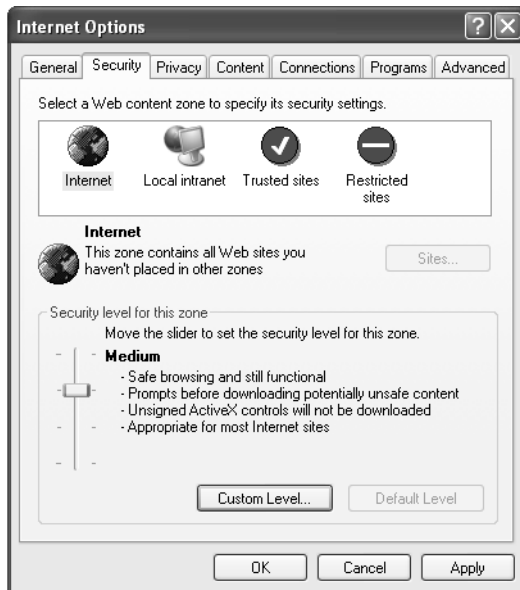 Internet Options
General Security Privacy Content Connections Programs Advanced
Select a Web content zone to specify its security settings.
Internet Local intranet Trusted sites Restricted
sites
Internet
This zone contains all Web sites you
haven't placed in other zones
Sites...
Security level for this zone
Move the slider to set the security level for this zone.
Medium
- Safe browsing and still functional
- Prompts before downloading potentially unsafe content
- Unsigned ActiveX controls will not be downloaded
- Appropriate for most Internet sites
Custom Level... Default Level
OK Cancel Apply